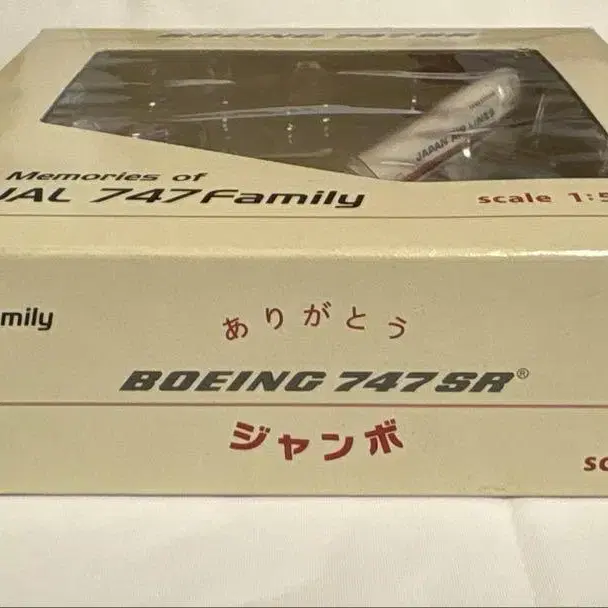 BOEING 747SR
JAPAN AIR LINES
Memories of
JAL 747Family
scale 1:5
mily
ありがとう
BOEING 747SR®
ジャンボ
sc